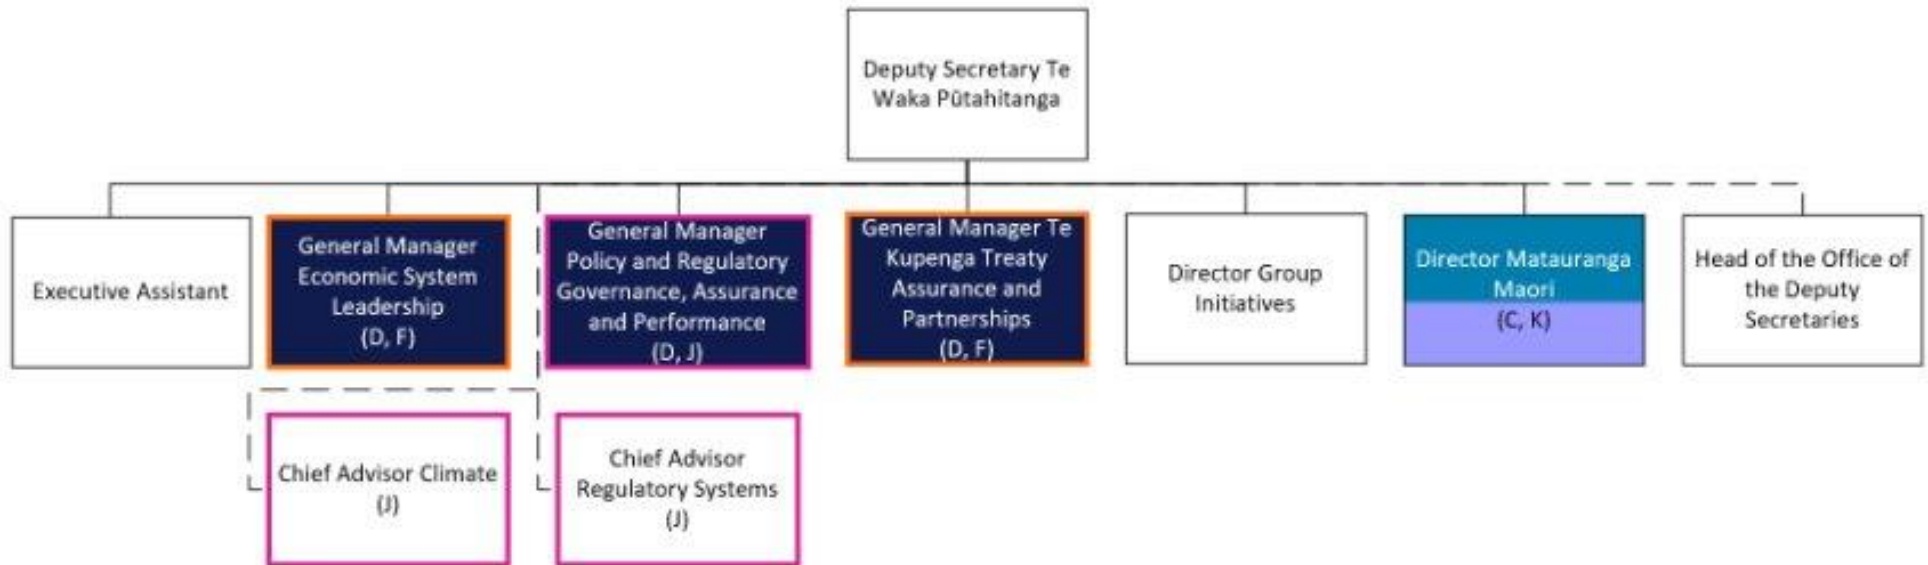 Deputy Secretary Te
Waka Pūtahitanga
Executive Assistant
General Manager
Economic System
Leadership
(D, F)
General Manager
Policy and Regulatory
Governance, Assurance
and Performance
(D, J)
General Manager Te
Kupenga Treaty
Assurance and
Partnerships
(D, F)
Director Group
Initiatives
Director Matauranga
Maori
(C, K)
Head of the Office of
the Deputy
Secretaries
Chief Advisor Climate
(J)
Chief Advisor
Regulatory Systems
(J)